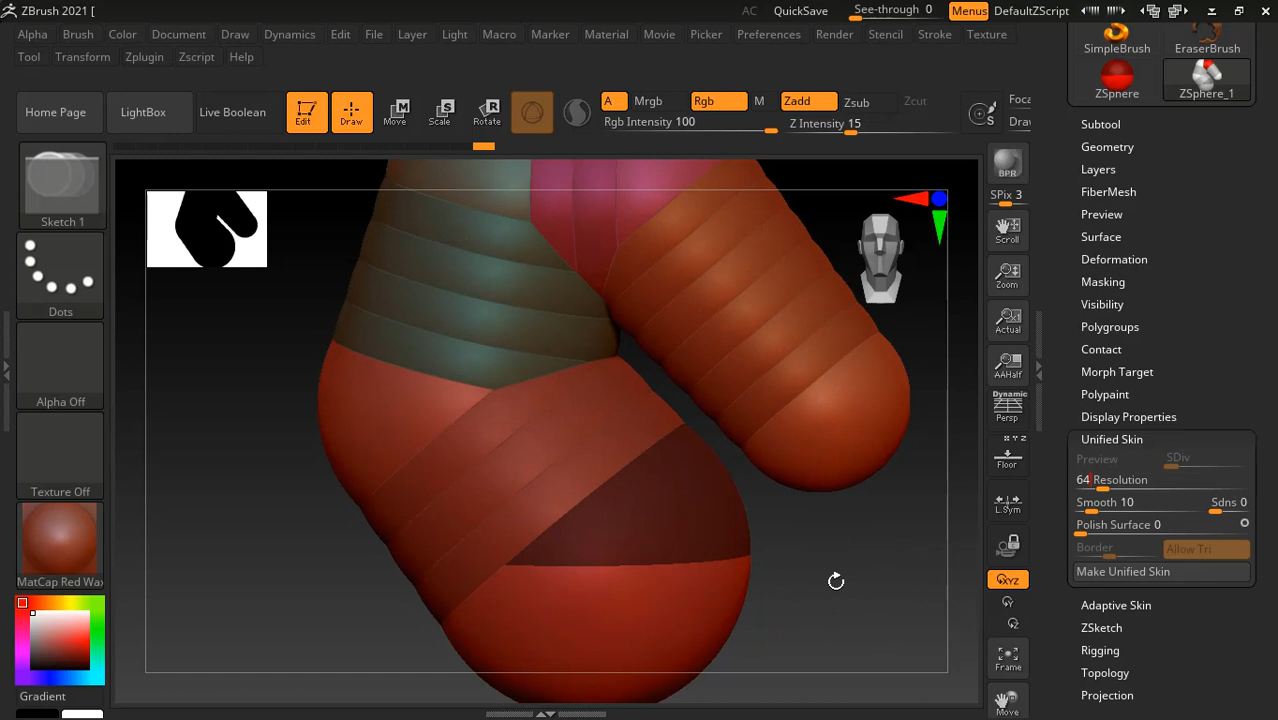 ZBrush 2021 [
AC QuickSave See-through 0 Menus DefaultZScript
Alpha Brush Color Document Draw Dynamics Edit File Layer Light Macro Marker Material Movie Picker Preferences Render Stencil Stroke Texture
Tool Transform Zplugin Zscript Help
Home Page LightBox Live Boolean Edit Draw Move Scale Rotate
A Mrgb Rgb M Zadd Zsub Zcut Foca
Rgb Intensity 100 Z Intensity 15 Draw
S
Sketch 1
Dots
Alpha Off
Texture Off
MatCap Red Wax
Gradient
BPR
SPix 3
Scroll
Zoom
Actual
AAHalf
Dynamic
Persp
X Y Z
Floor
L.Sym
XYZ
Y
Z
Frame
Move
SimpleBrush EraserBrush
ZSphere ZSphere_1
Subtool
Geometry
Layers
FiberMesh
Preview
Surface
Deformation
Masking
Visibility
Polygroups
Contact
Morph Target
Polypaint
Display Properties
Unified Skin
Preview SDiv
64 Resolution
Smooth 10 Sdns 0
Polish Surface 0
Border Allow Tri
Make Unified Skin
Adaptive Skin
ZSketch
Rigging
Topology
Projection